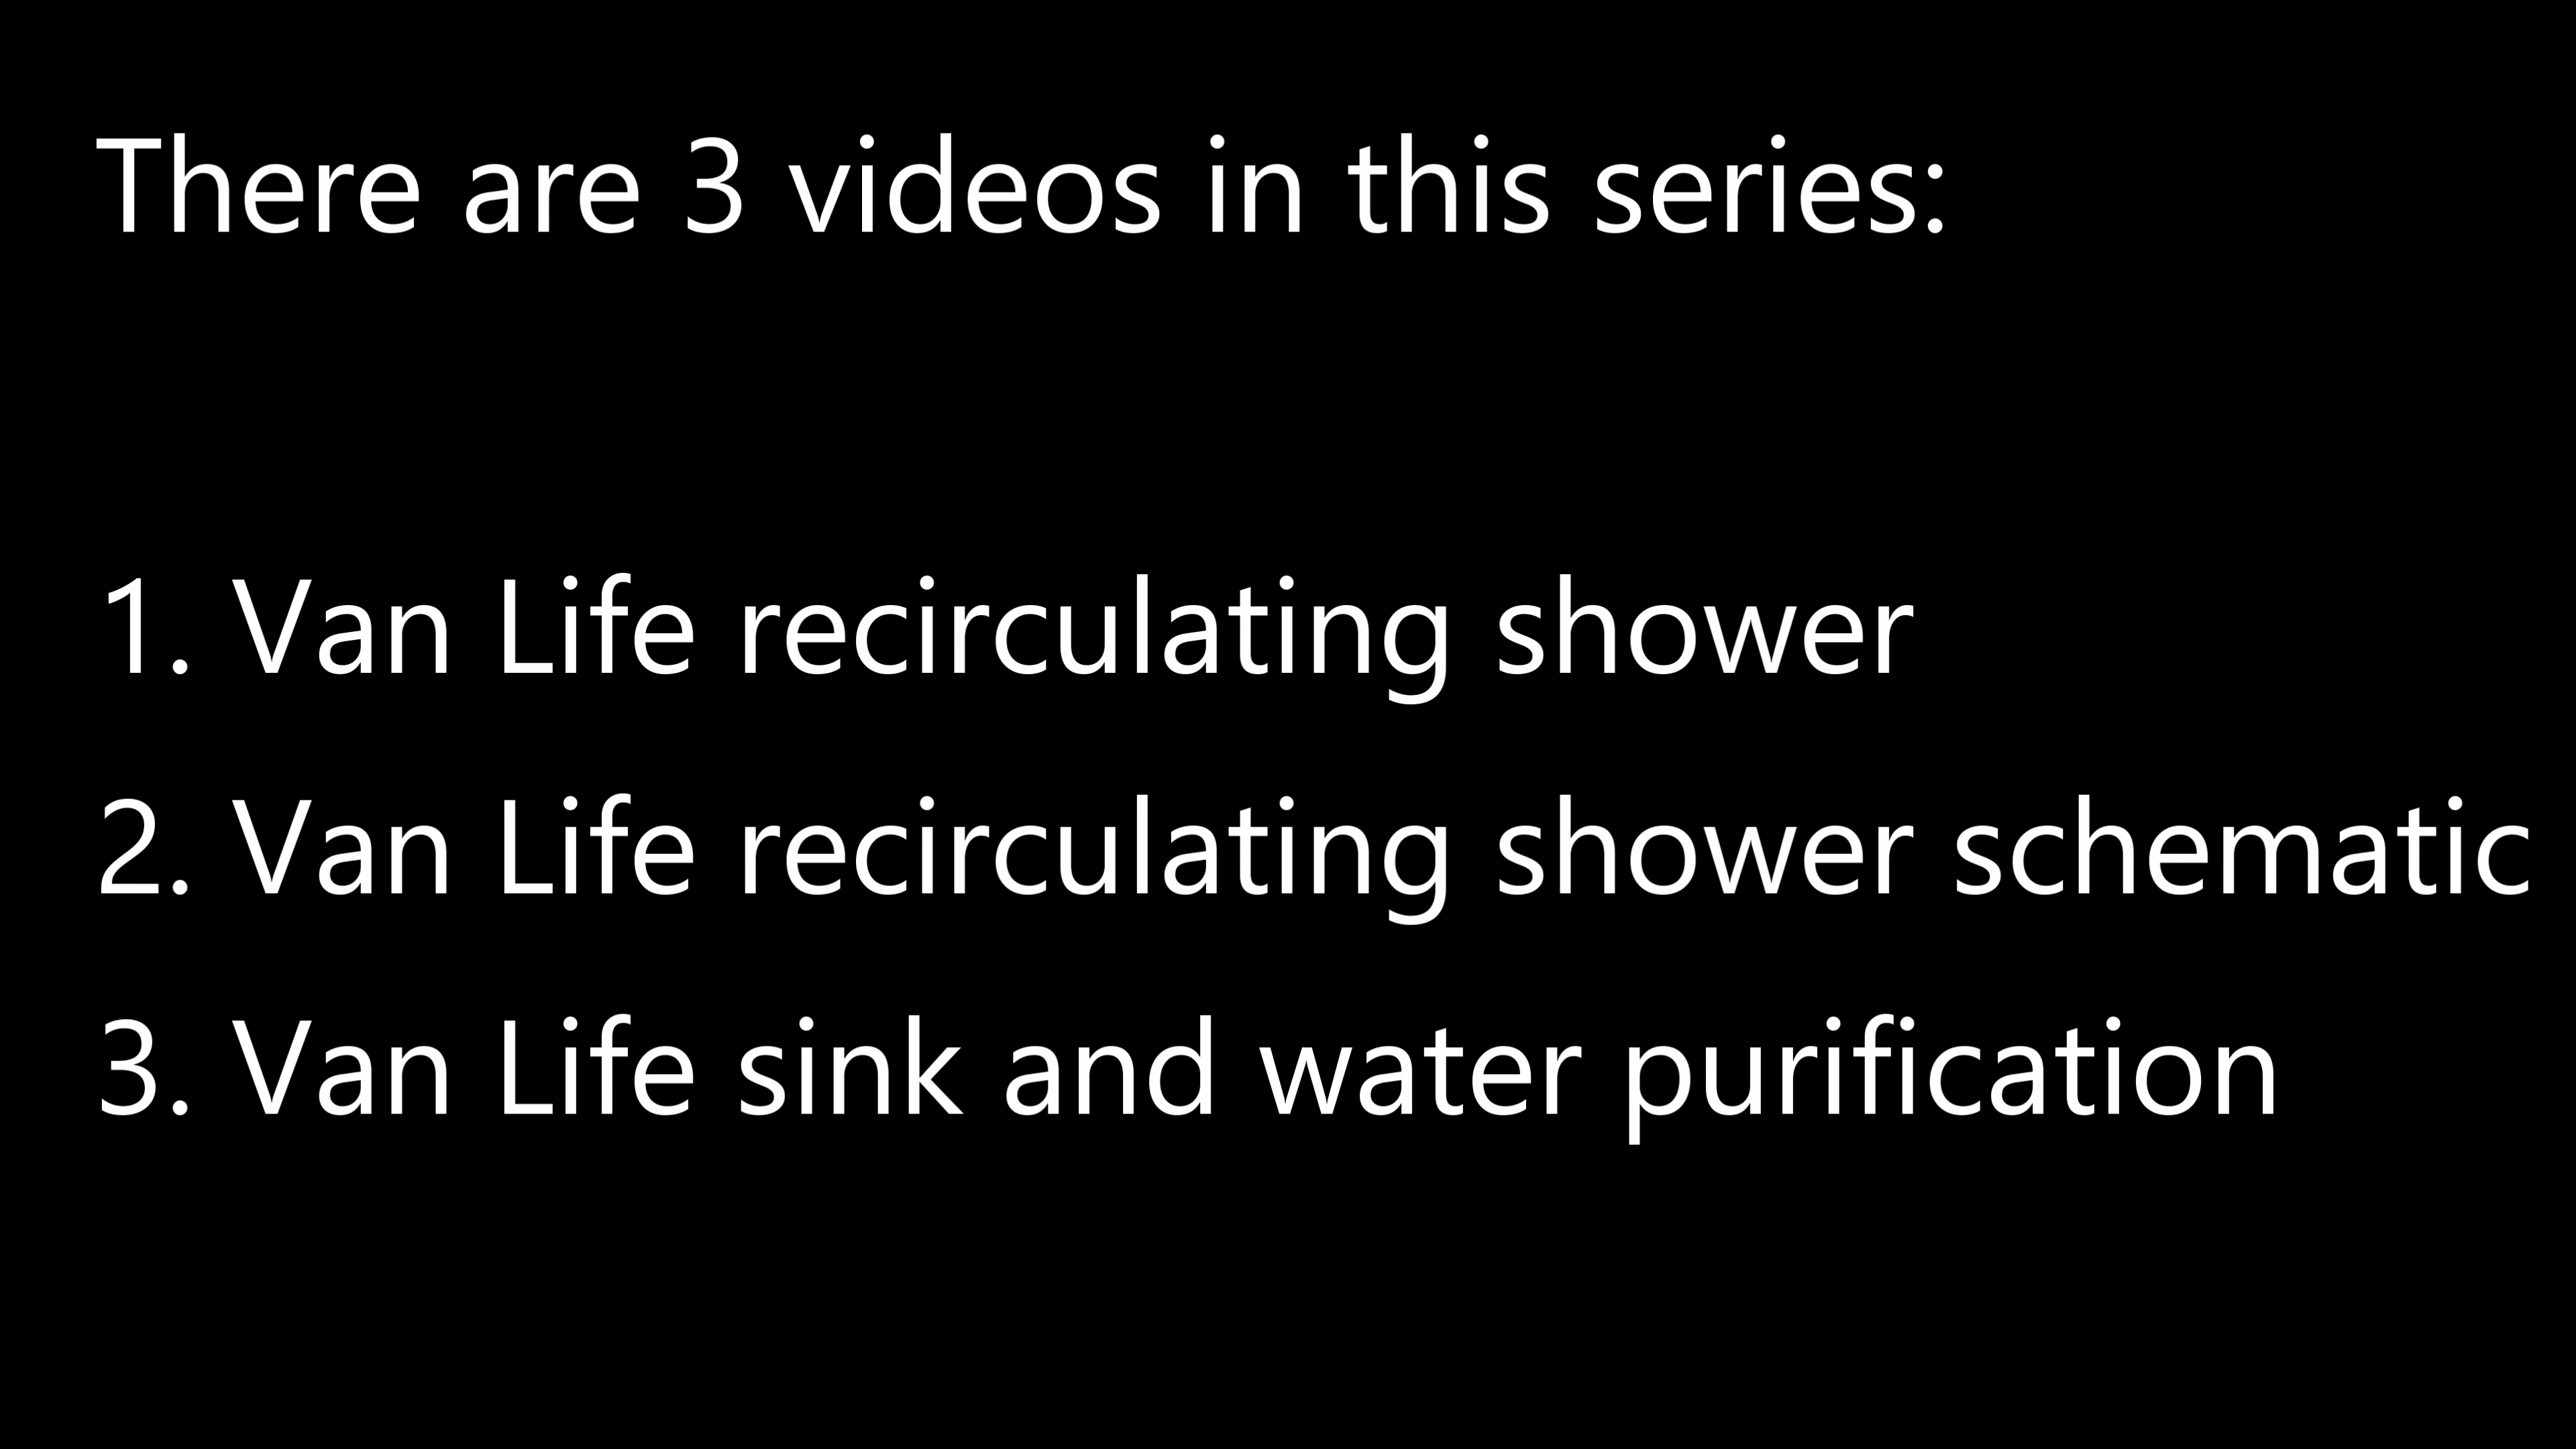 There are 3 videos in this series:
1. Van Life recirculating shower
2. Van Life recirculating shower schematic
3. Van Life sink and water purification